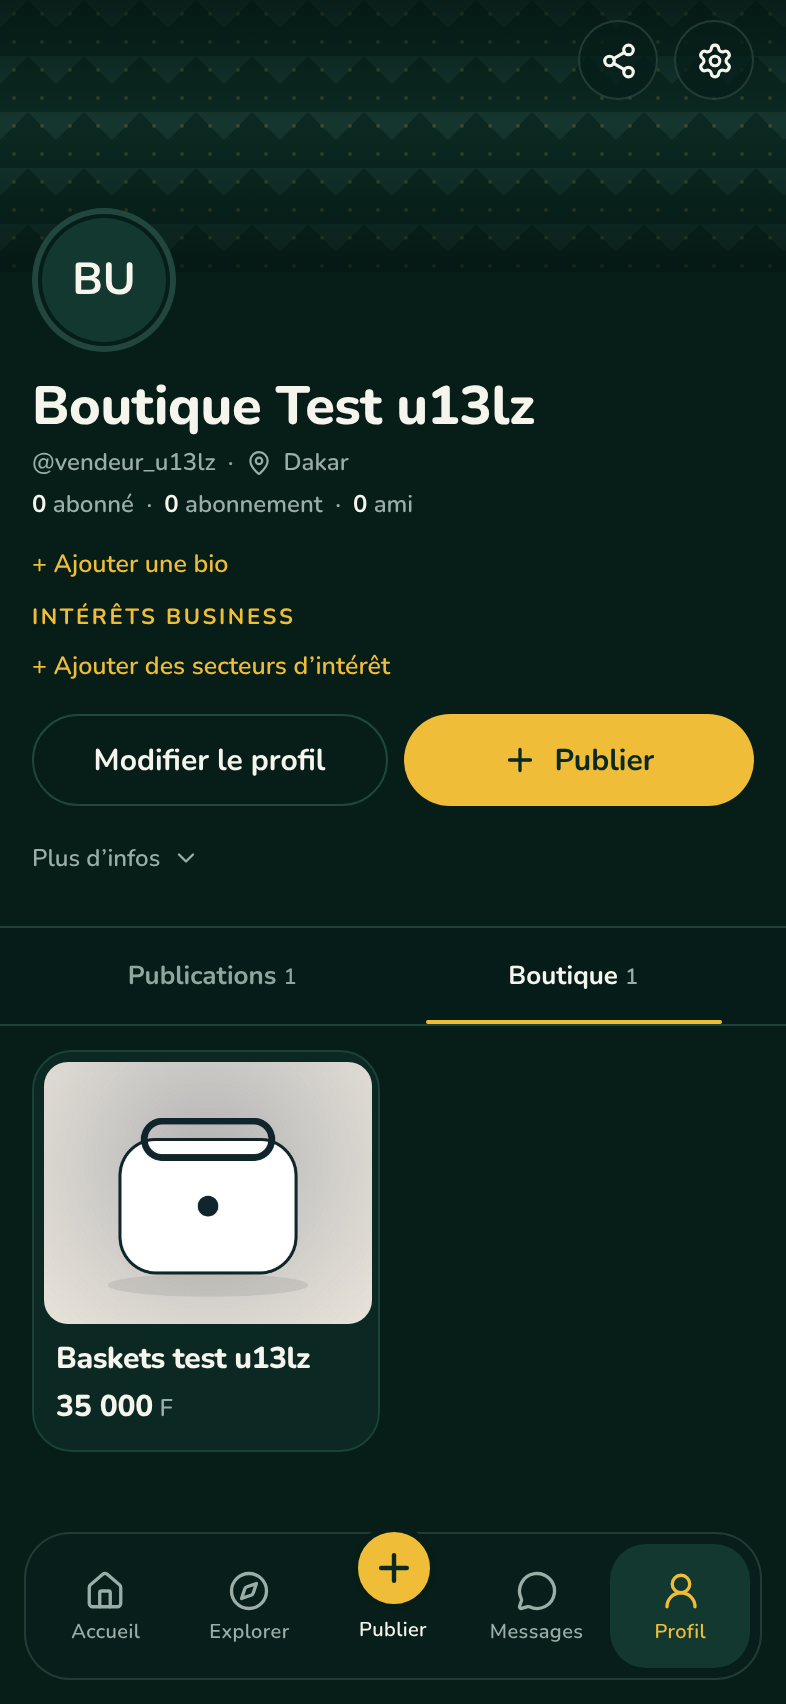 BU
Boutique Test u13lz
@vendeur_u13lz · Dakar
0 abonné · 0 abonnement · 0 ami
+ Ajouter une bio
INTÉRÊTS BUSINESS
+ Ajouter des secteurs d’intérêt
Modifier le profil
Publier
Plus d’infos
Publications 1
Boutique 1
Baskets test u13lz
35 000 F
Accueil
Explorer
Publier
Messages
Profil